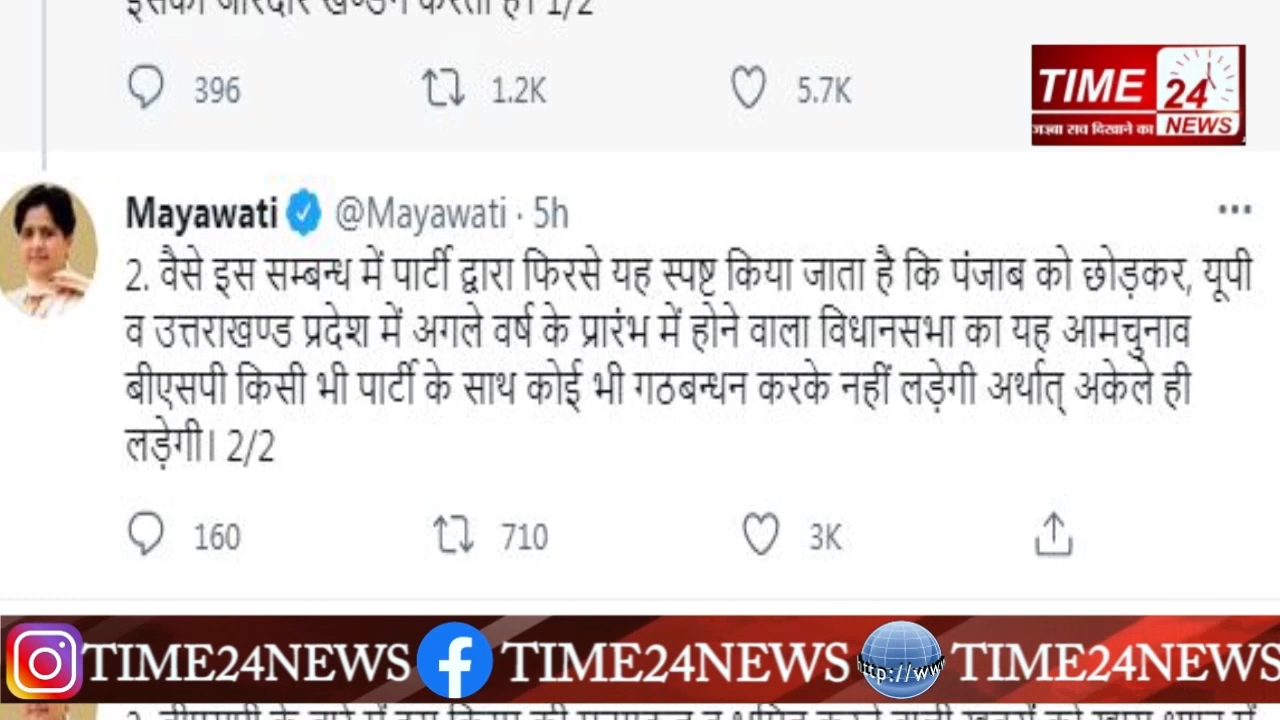 इसका जोरदार खण्डन करती है। 1/2
396 1.2K 5.7K
TIME 24 NEWS
जज़्बा सच दिखाने का
Mayawati @Mayawati · 5h
2. वैसे इस सम्बन्ध में पार्टी द्वारा फिरसे यह स्पष्ट किया जाता है कि पंजाब को छोड़कर, यूपी
व उत्तराखण्ड प्रदेश में अगले वर्ष के प्रारंभ में होने वाला विधानसभा का यह आमचुनाव
बीएसपी किसी भी पार्टी के साथ कोई भी गठबन्धन करके नहीं लड़ेगी अर्थात् अकेले ही
लड़ेगी। 2/2
160 710 3K
TIME24NEWS TIME24NEWS http://www TIME24NEWS